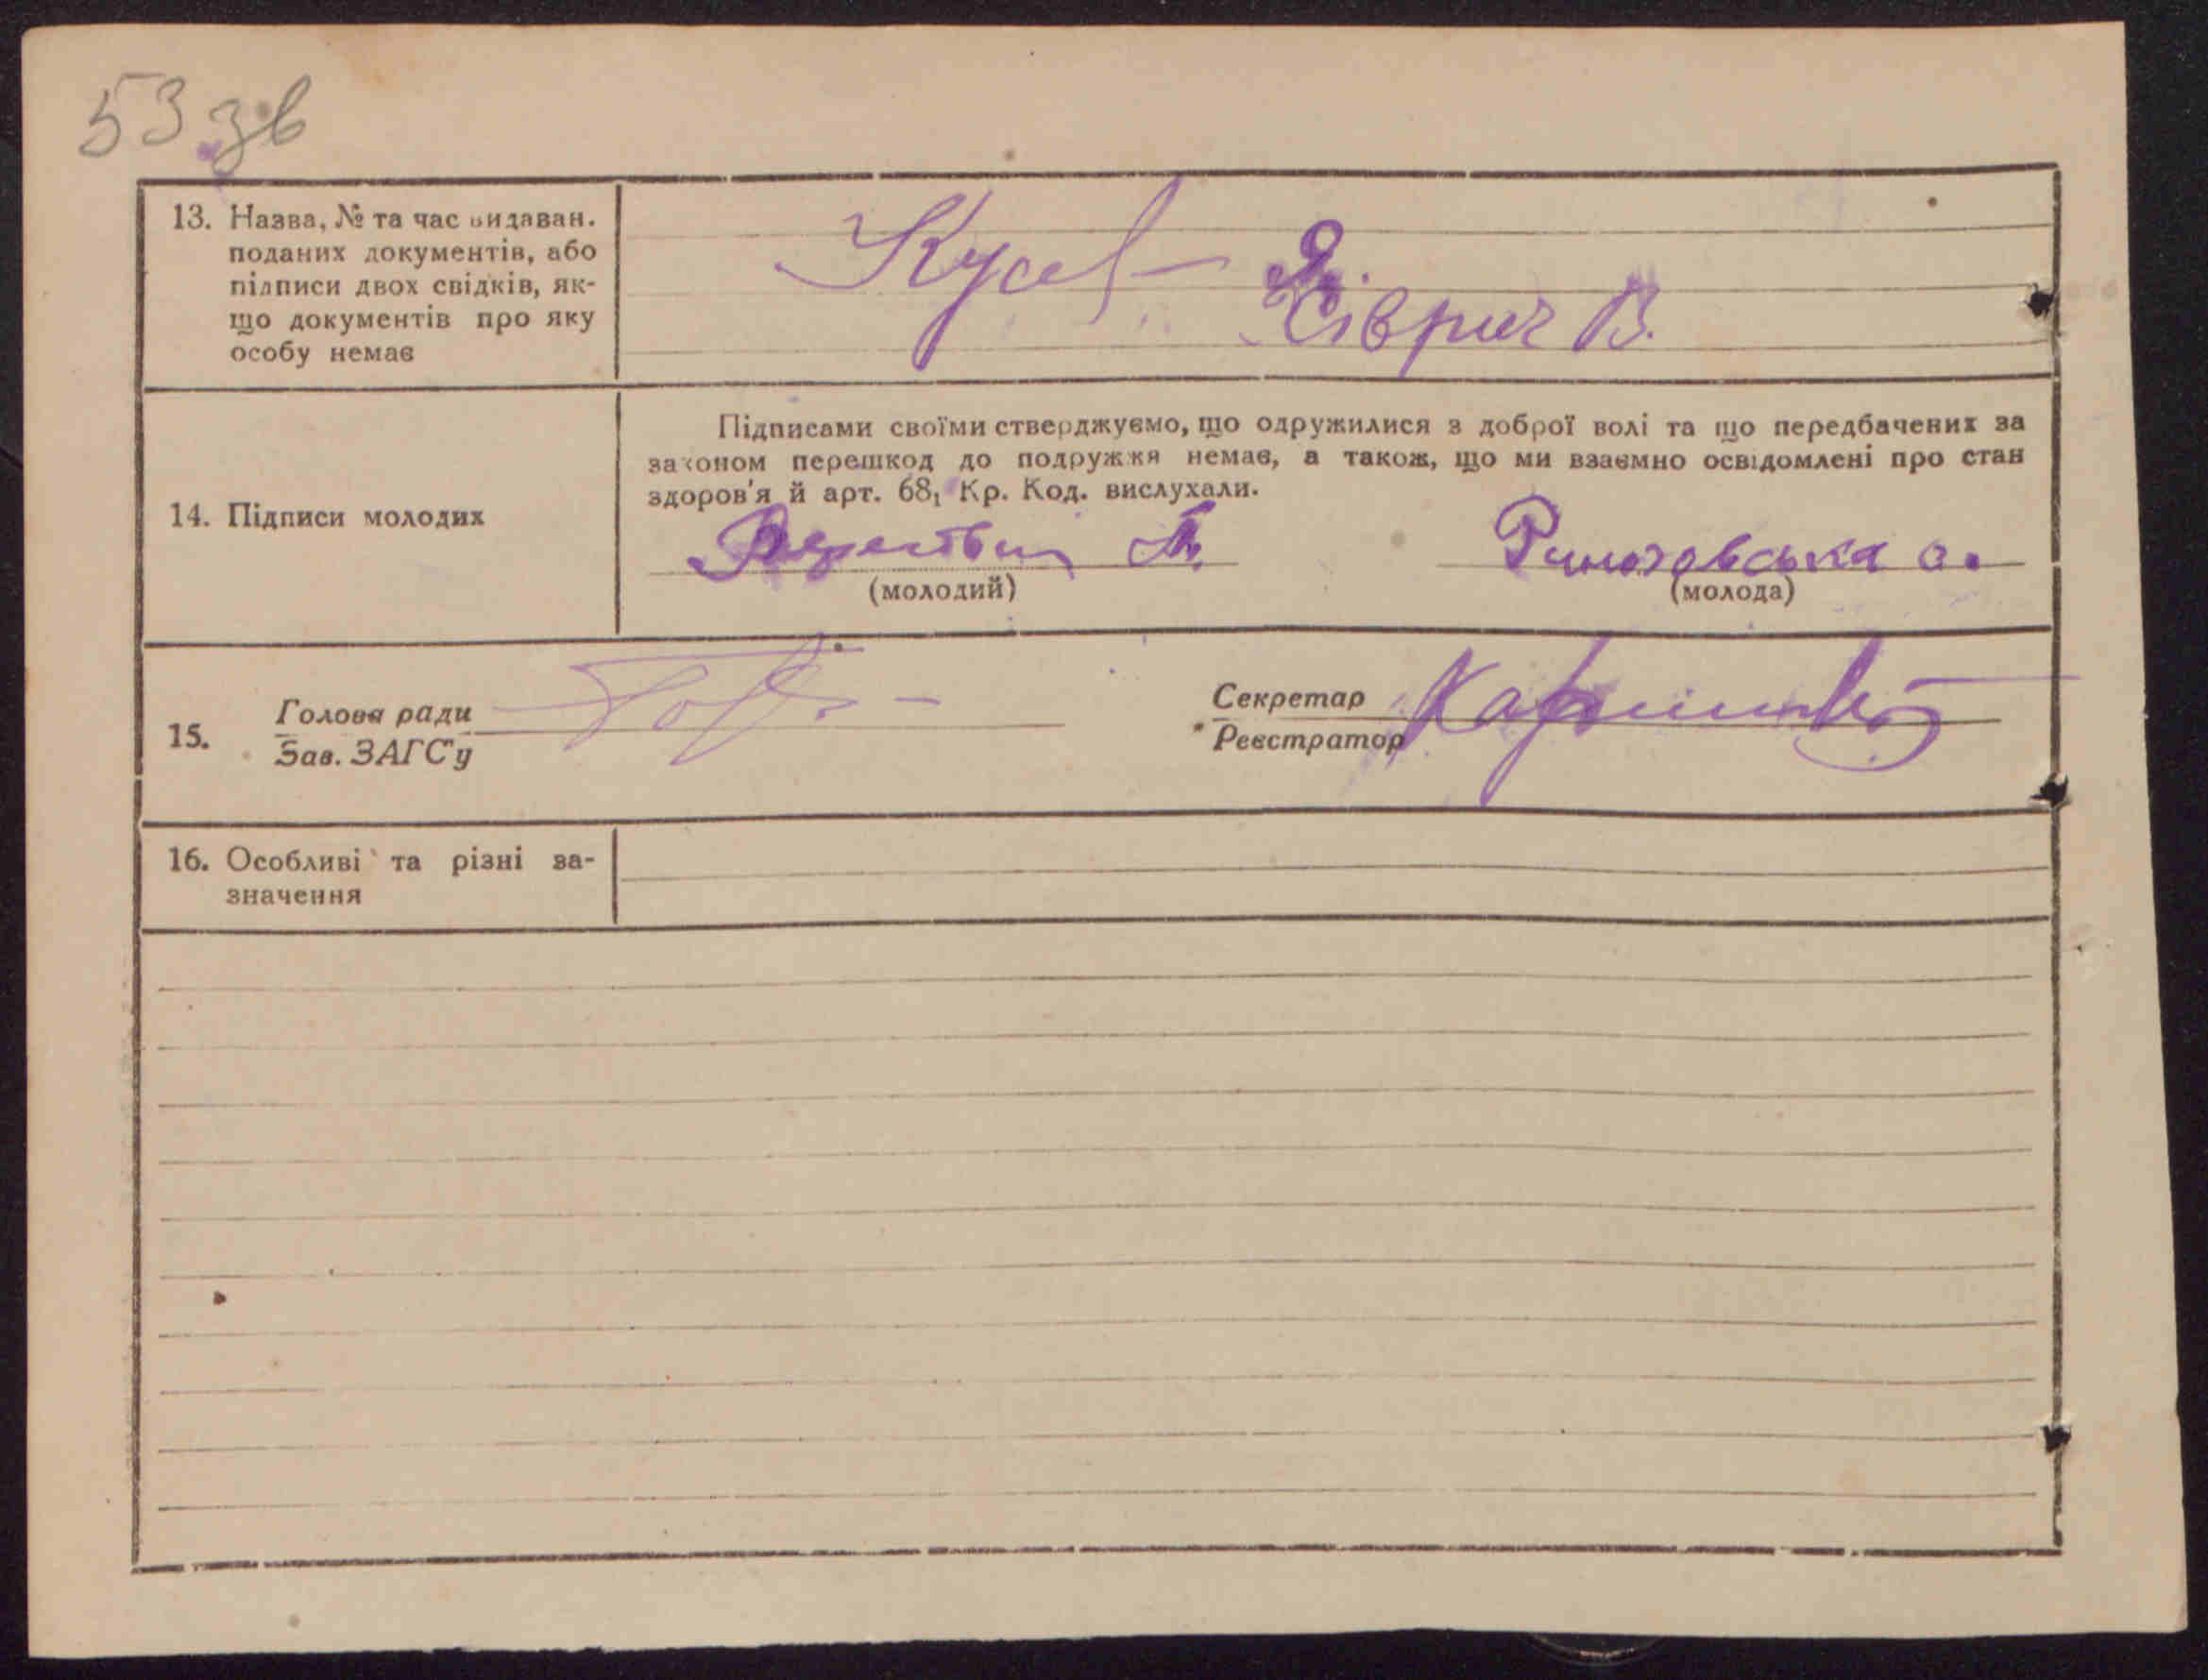 53 зв
13. Назва, № та час видаван.
поданих документів, або
підписи двох свідків, як-
що документів про яку
особу немає
Сіврич В.
14. Підписи молодих
Підписами своїми стверджуємо, що одружилися з доброї волі та що передбачених за
законом перешкод до подружжя немає, а також, що ми взаємно освідомлені про стан
здоров'я й арт. 68₁ Кр. Код. вислухали.
(молодий)
(молода)
15.
Голова ради
Зав. ЗАГС'у
Секретар
Реєстратор
16. Особливі та різні за-
значення